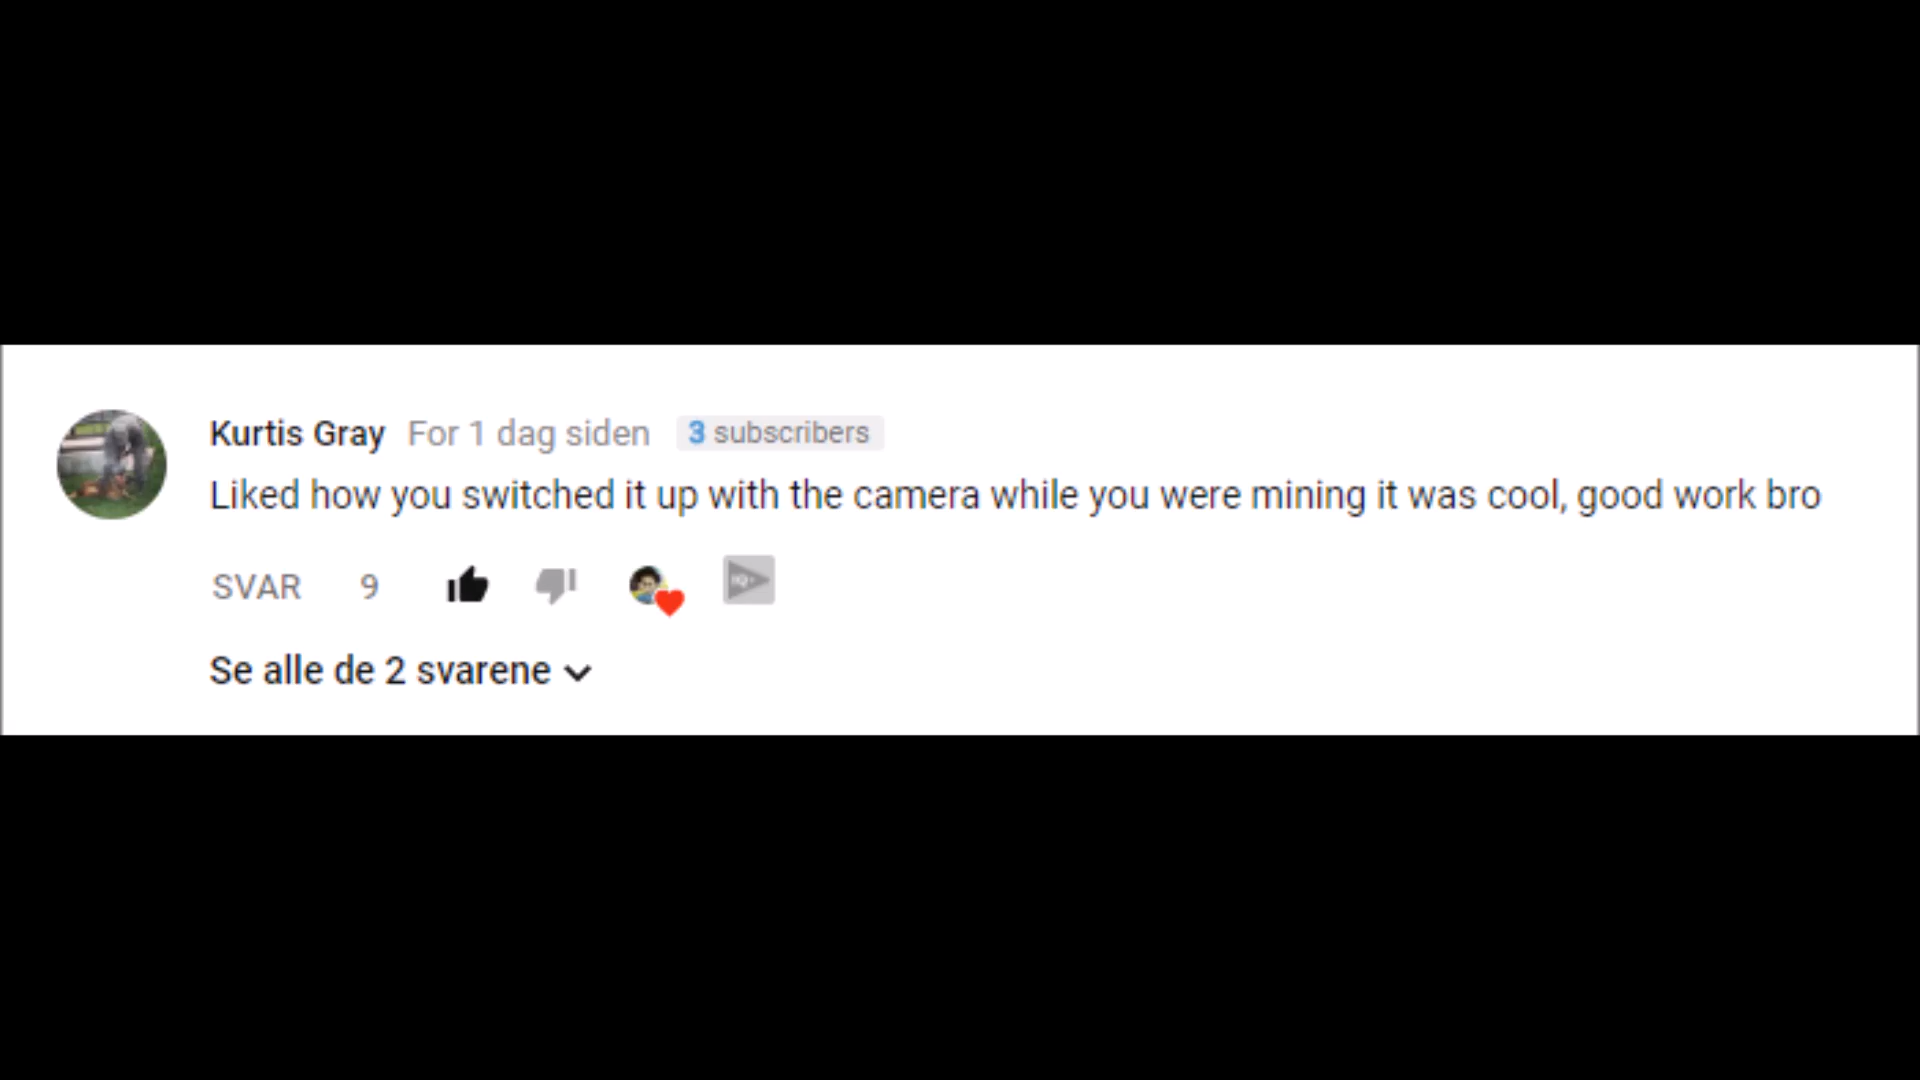 Kurtis Gray For 1 dag siden 3 subscribers
Liked how you switched it up with the camera while you were mining it was cool, good work bro
SVAR 9
Se alle de 2 svarene